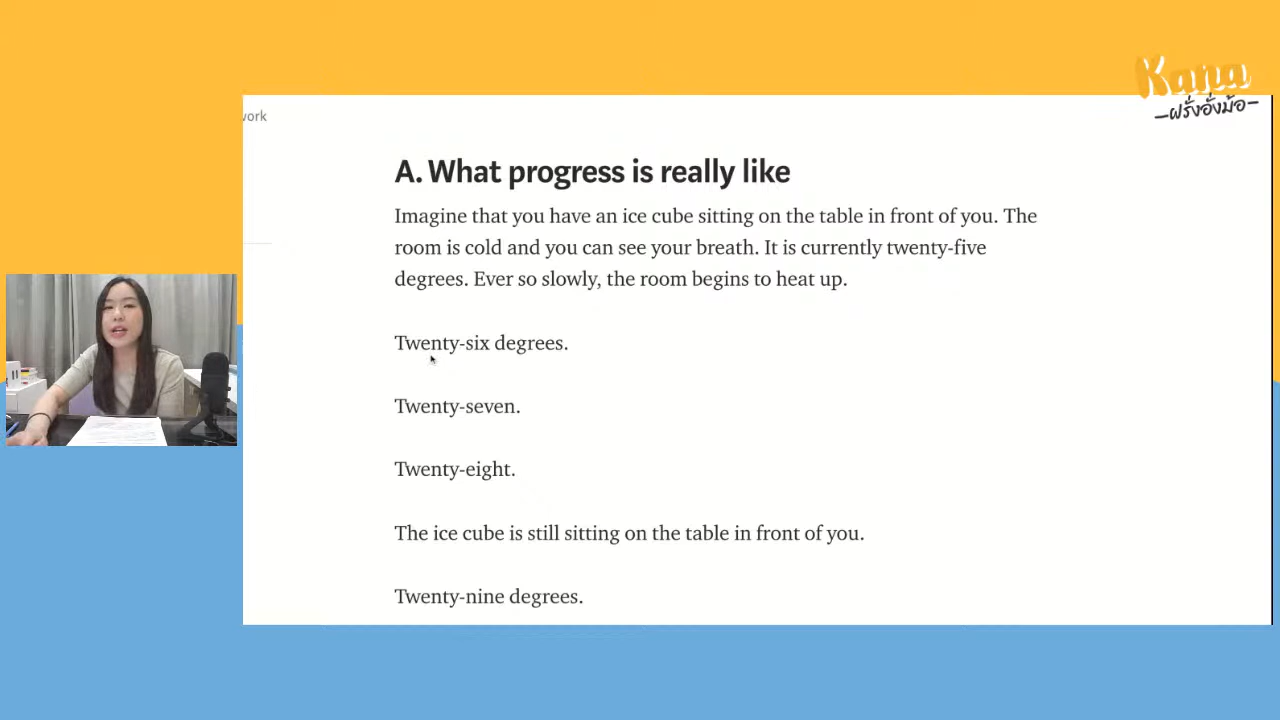 Kana
–ฝรั่งอั่งม้อ–
work
A. What progress is really like
Imagine that you have an ice cube sitting on the table in front of you. The
room is cold and you can see your breath. It is currently twenty-five
degrees. Ever so slowly, the room begins to heat up.
Twenty-six degrees.
Twenty-seven.
Twenty-eight.
The ice cube is still sitting on the table in front of you.
Twenty-nine degrees.